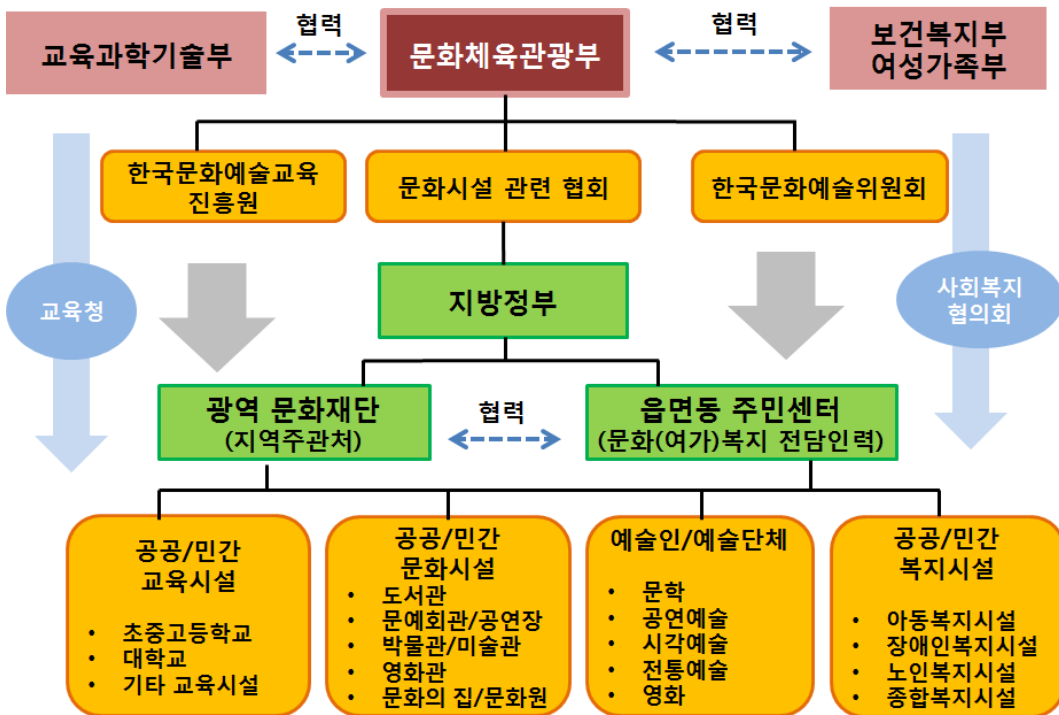 협력
협력
교육과학기술부
문화체육관광부
보건복지부
여성가족부
한국문화예술교육
진흥원
문화시설 관련 협회
한국문화예술위원회
교육청
지방정부
사회복지
협의회
광역 문화재단
(지역주관처)
협력
읍면동 주민센터
(문화(여가)복지 전담인력)
공공/민간
교육시설
• 초중고등학교
• 대학교
• 기타 교육시설
공공/민간
문화시설
• 도서관
• 문예회관/공연장
• 박물관/미술관
• 영화관
• 문화의 집/문화원
예술인/예술단체
• 문학
• 공연예술
• 시각예술
• 전통예술
• 영화
공공/민간
복지시설
• 아동복지시설
• 장애인복지시설
• 노인복지시설
• 종합복지시설